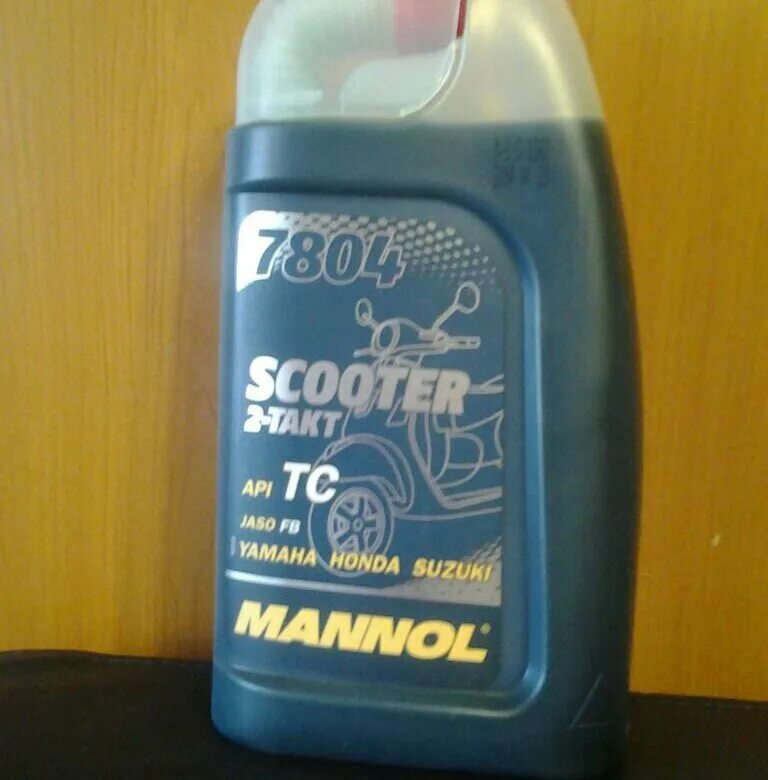 7804
SCOOTER
2-TAKT
API TC
JASO FB
YAMAHA HONDA SUZUKI
MANNOL®